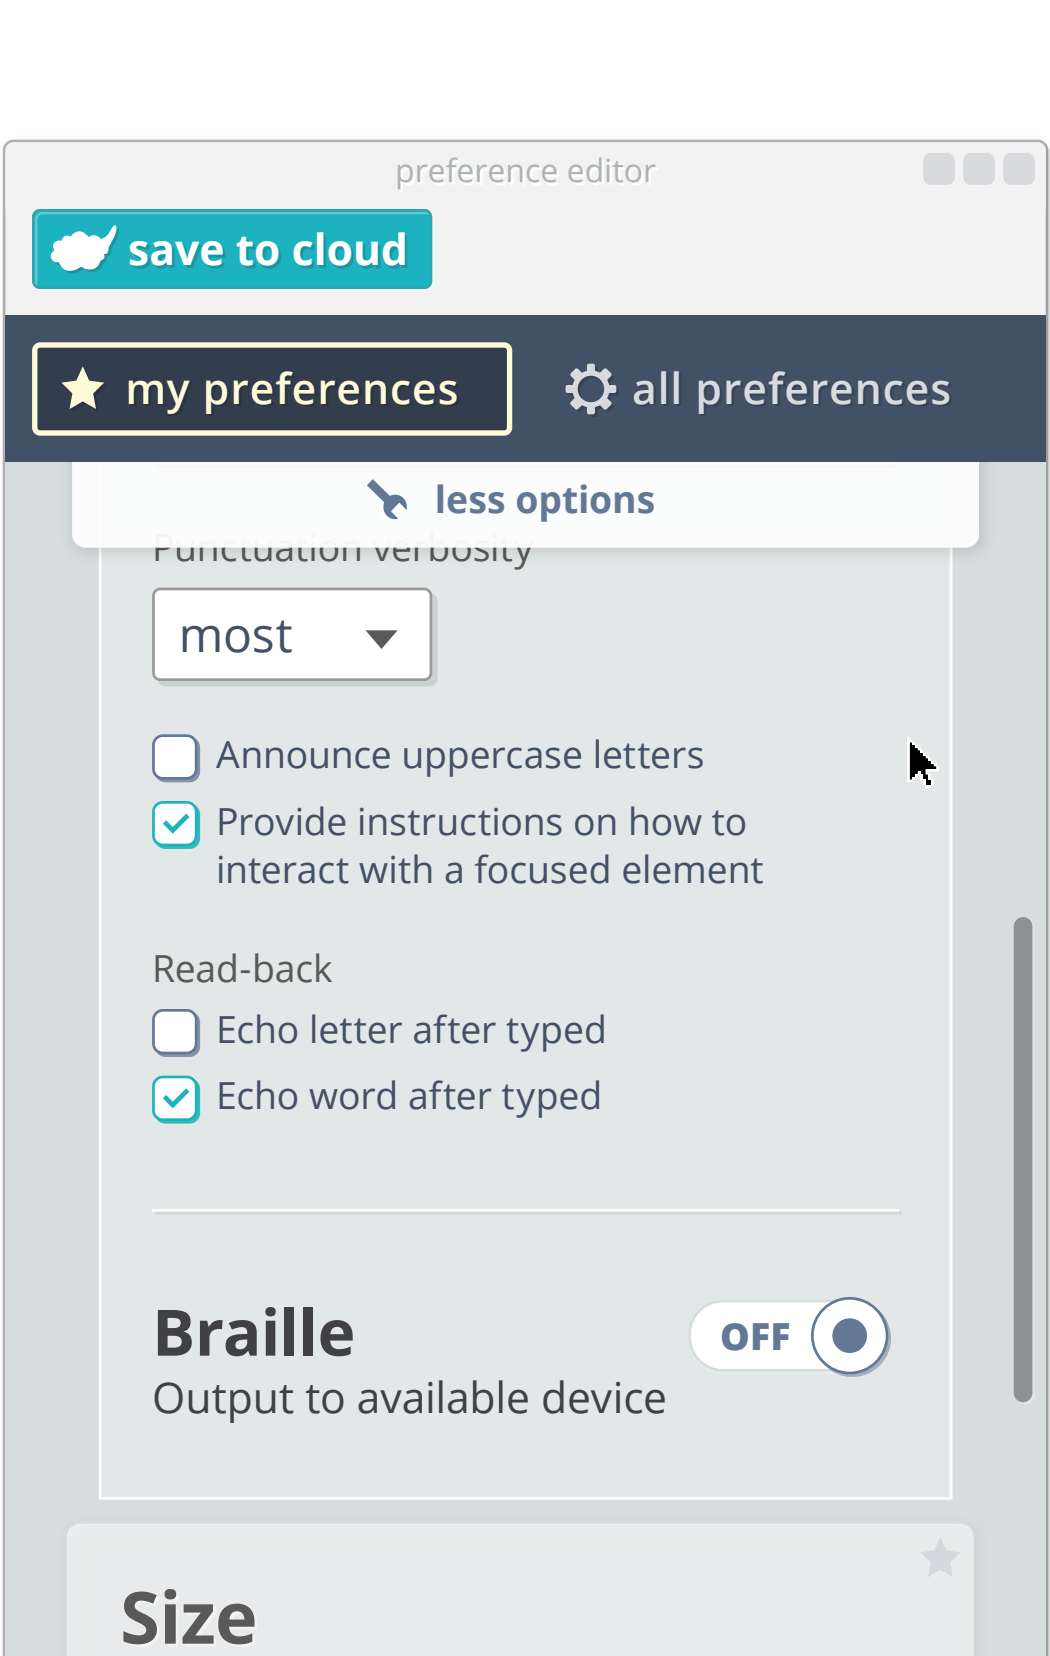 preference editor
save to cloud
my preferences
all preferences
less options
Punctuation verbosity
most
Announce uppercase letters
Provide instructions on how to
interact with a focused element
Read-back
Echo letter after typed
Echo word after typed
Braille
OFF
Output to available device
Size